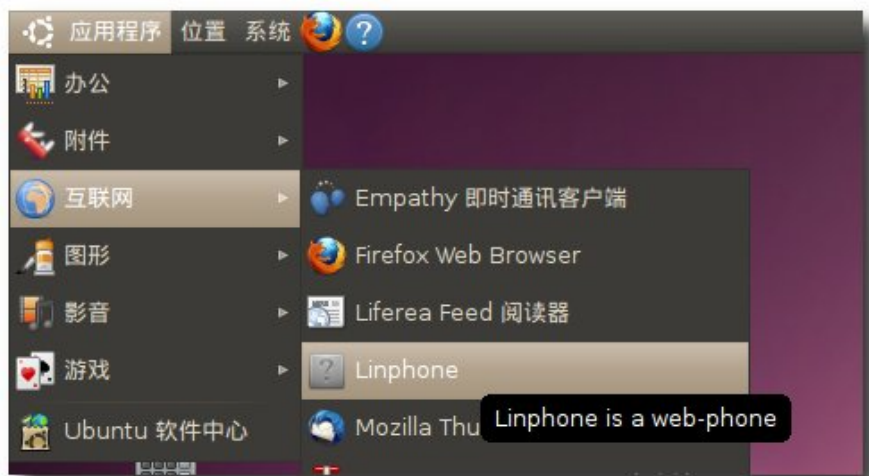 应用程序 位置 系统
办公
附件
互联网
图形
影音
游戏
Ubuntu 软件中心
Empathy 即时通讯客户端
Firefox Web Browser
Liferea Feed 阅读器
Linphone
Mozilla Thu
Linphone is a web-phone